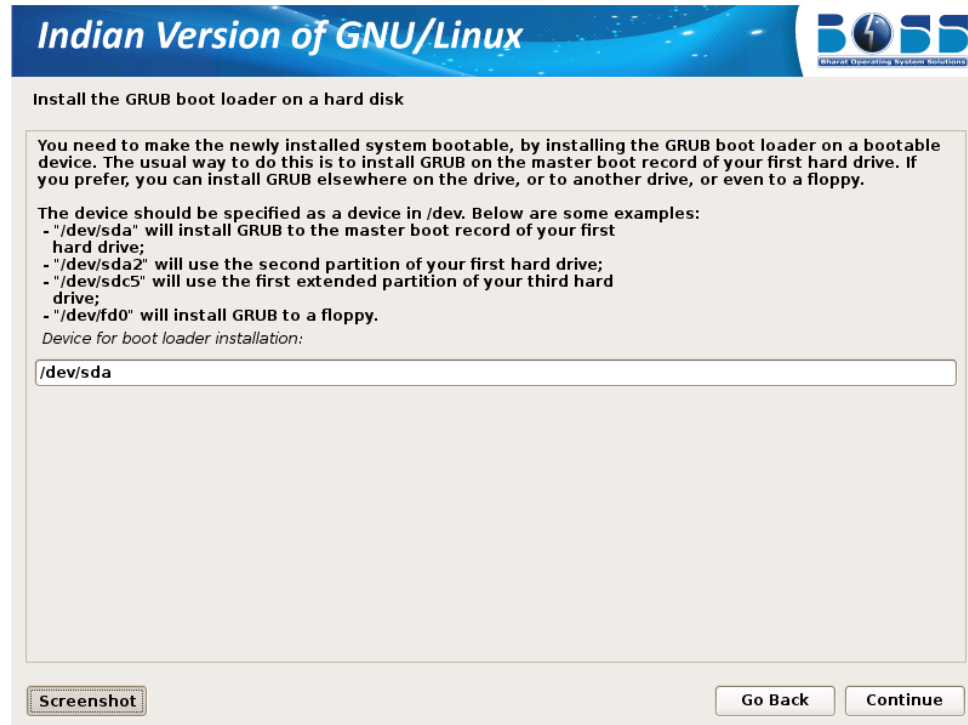 Indian Version of GNU/Linux
BOSS
Bharat Operating System Solutions
Install the GRUB boot loader on a hard disk
You need to make the newly installed system bootable, by installing the GRUB boot loader on a bootable
device. The usual way to do this is to install GRUB on the master boot record of your first hard drive. If
you prefer, you can install GRUB elsewhere on the drive, or to another drive, or even to a floppy.
The device should be specified as a device in /dev. Below are some examples:
- "/dev/sda" will install GRUB to the master boot record of your first
hard drive;
- "/dev/sda2" will use the second partition of your first hard drive;
- "/dev/sdc5" will use the first extended partition of your third hard
drive;
- "/dev/fd0" will install GRUB to a floppy.
Device for boot loader installation:
/dev/sda
Screenshot
Go Back
Continue